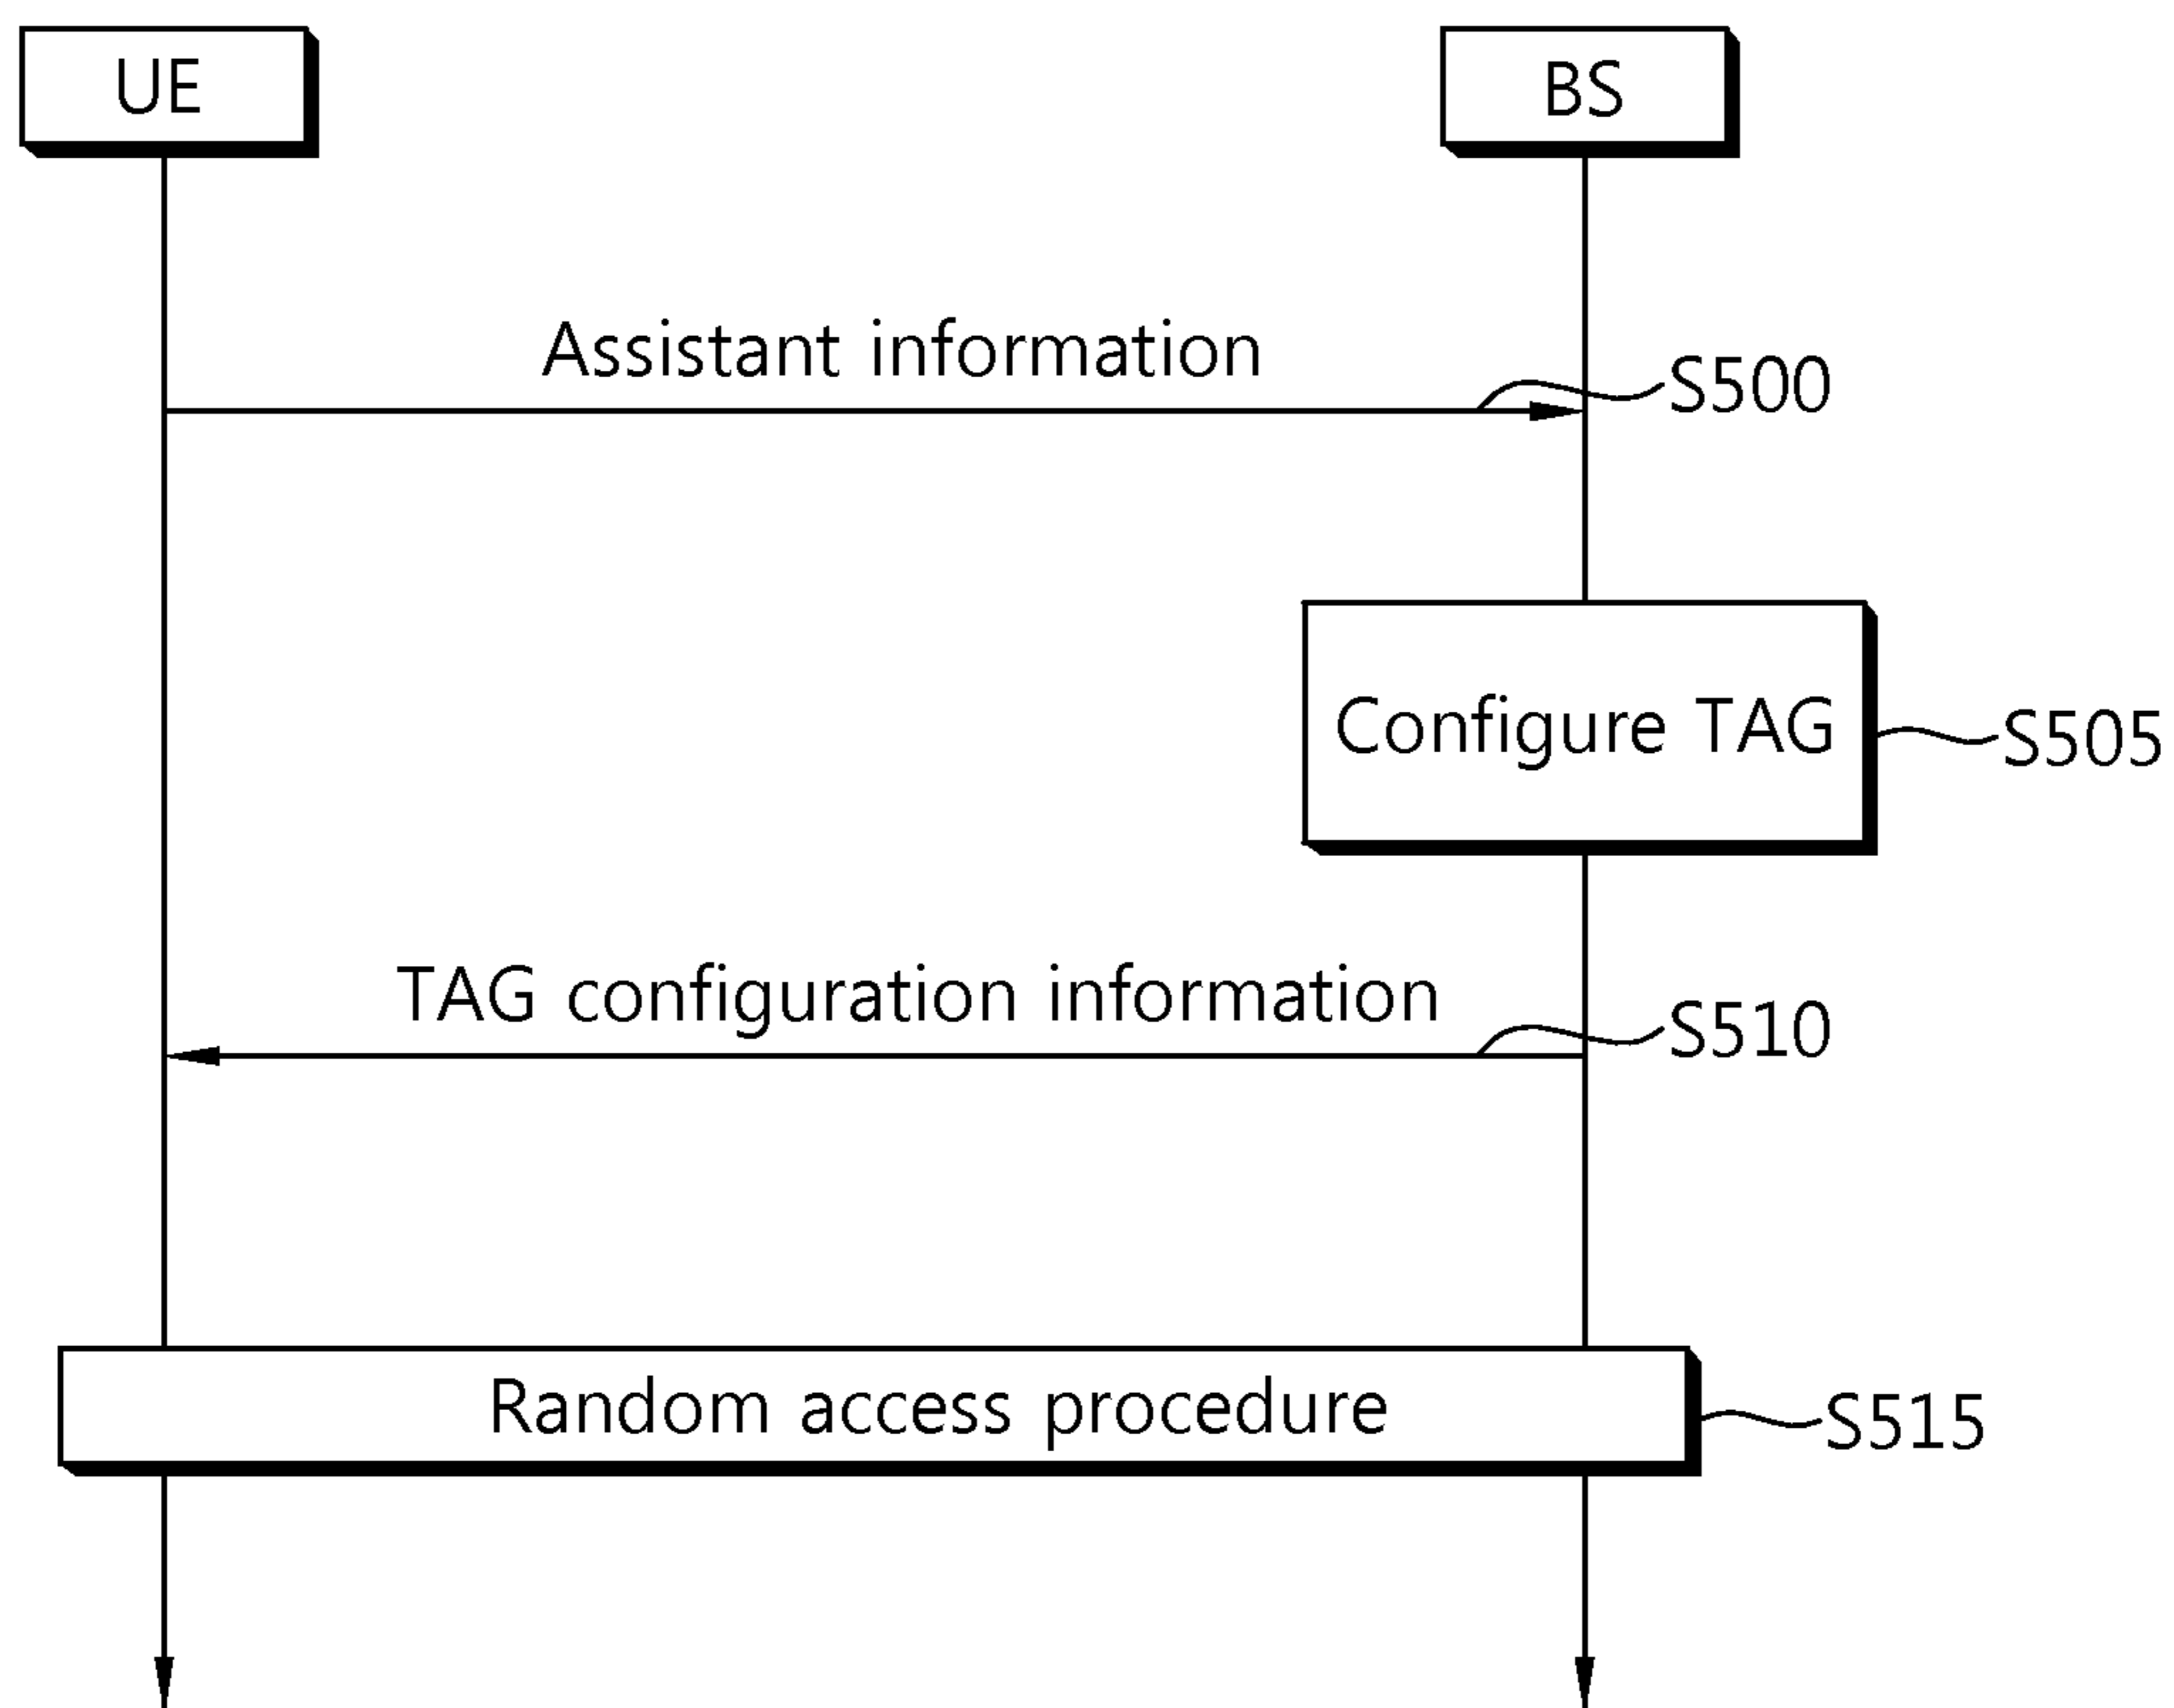 UE
BS
Assistant information
S500
Configure TAG
S505
TAG configuration information
S510
Random access procedure
S515